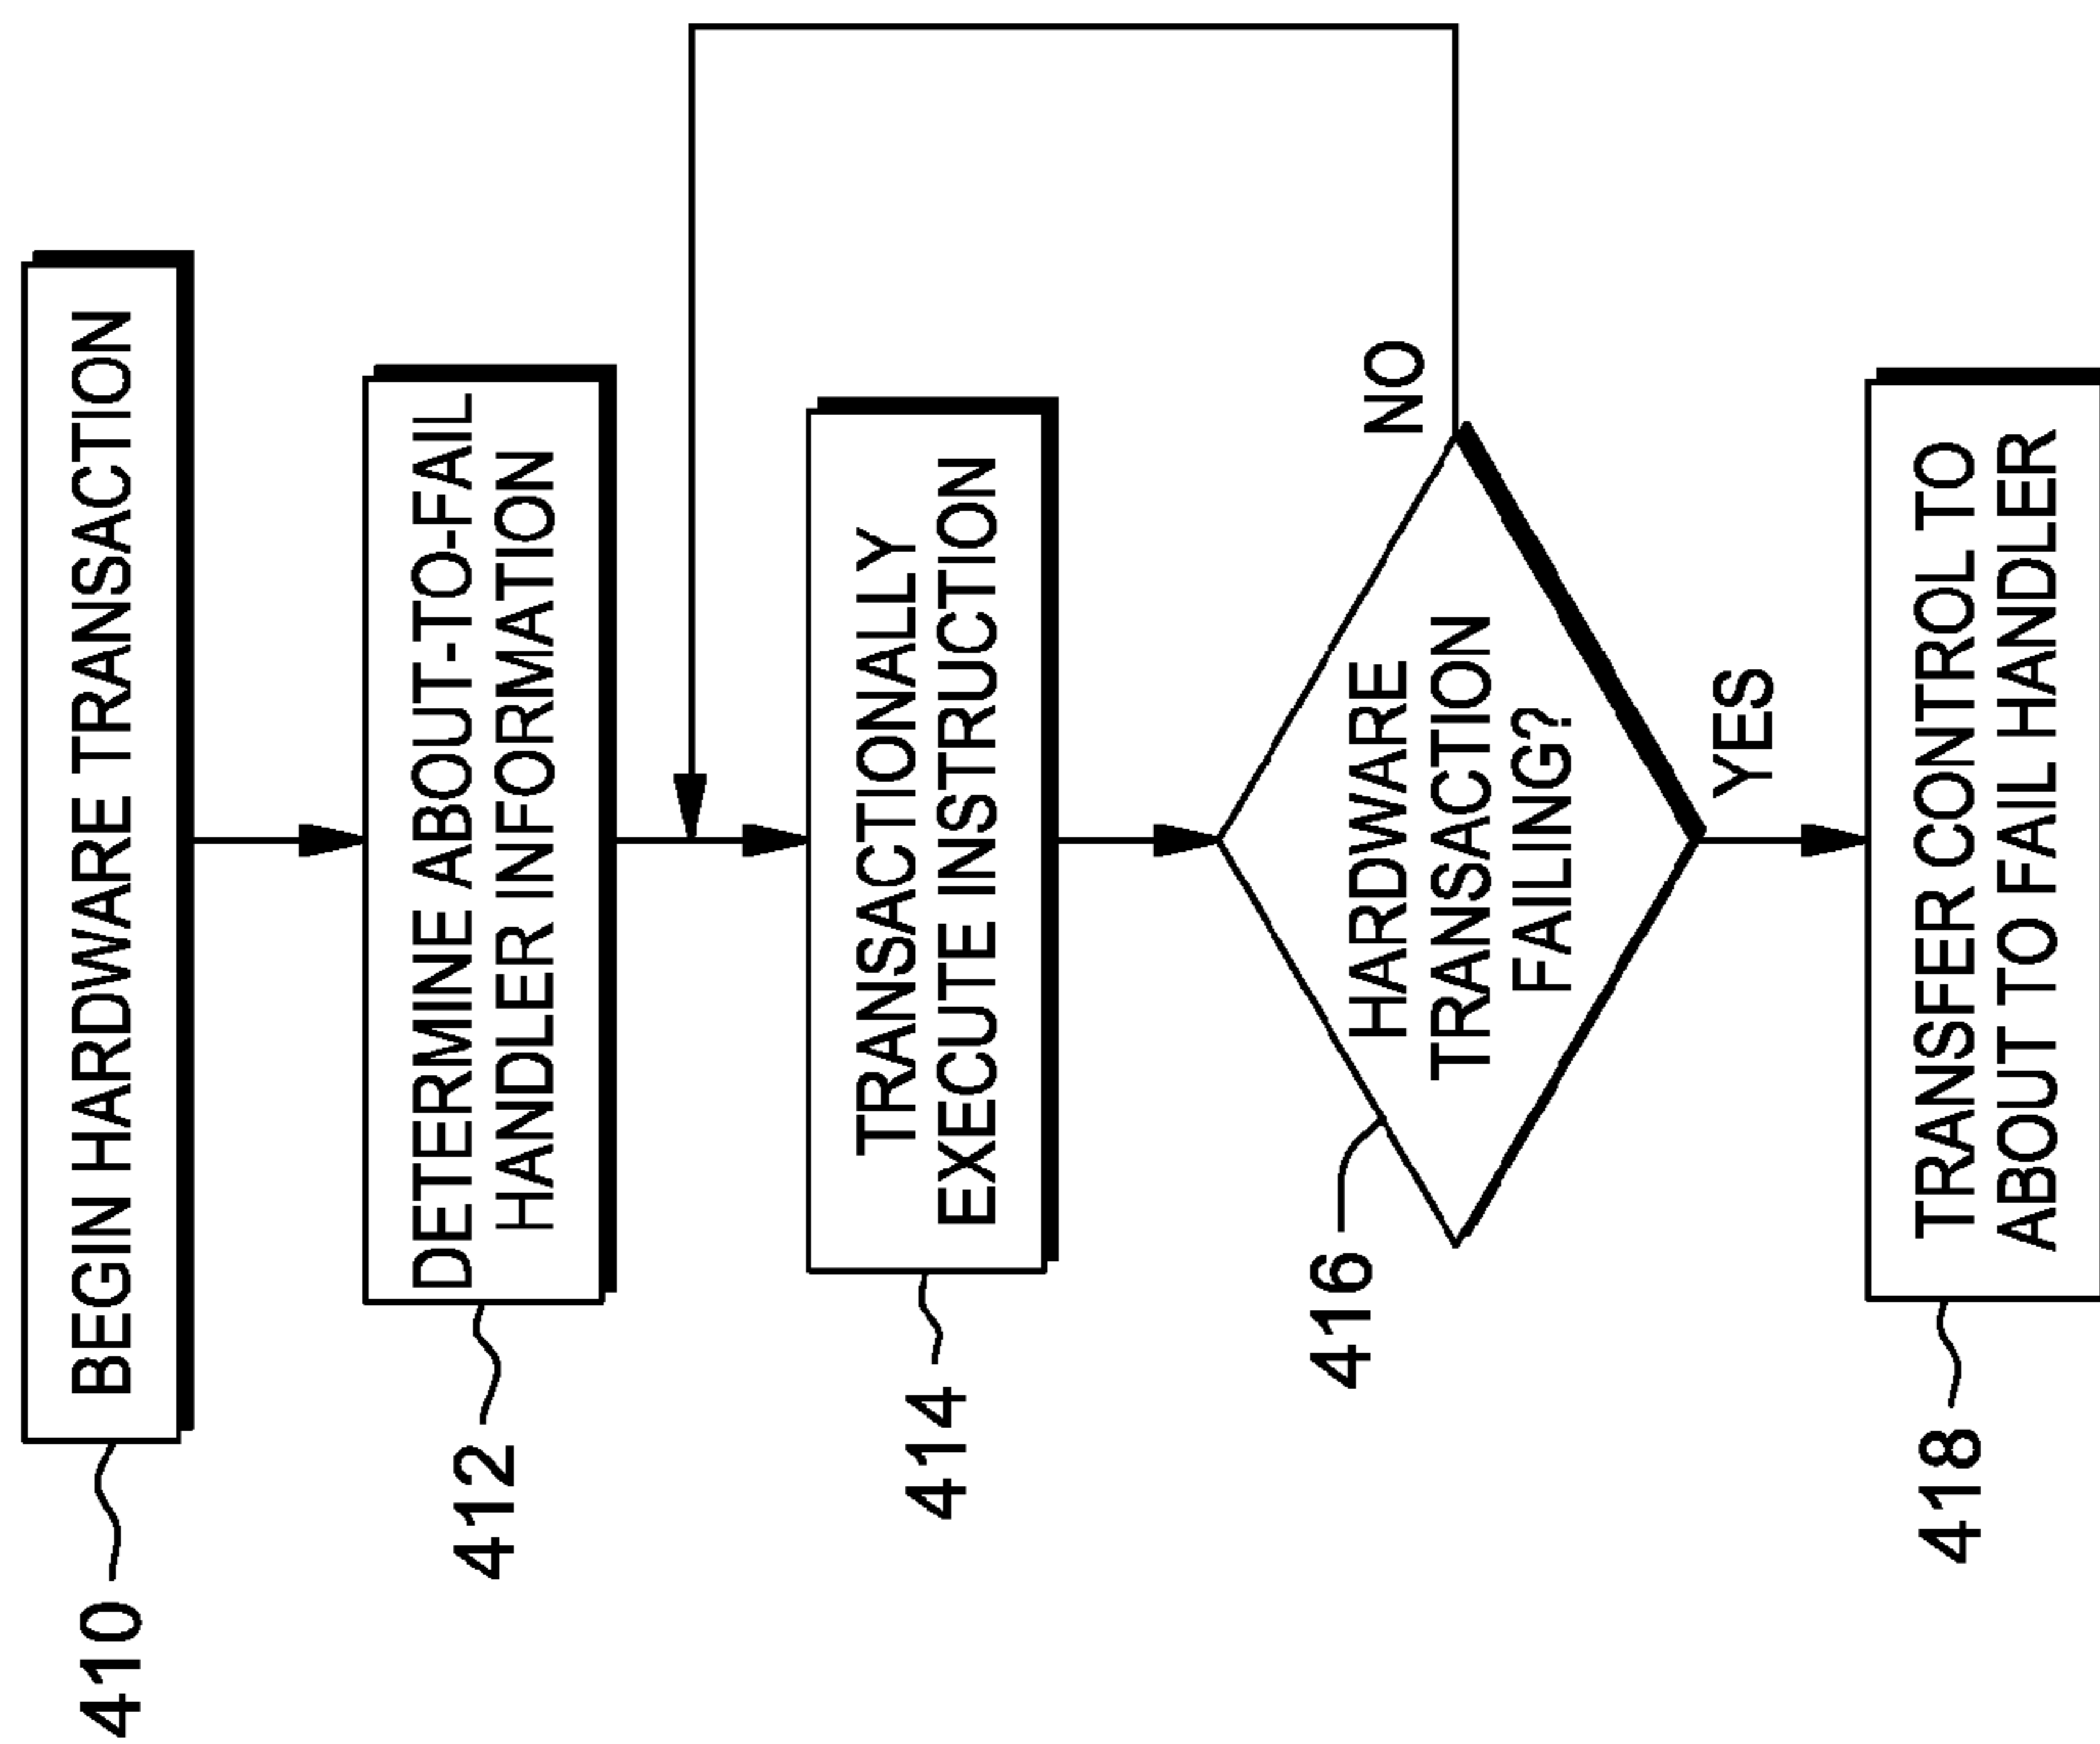 410
BEGIN HARDWARE TRANSACTION
412
DETERMINE ABOUT-TO-FAIL
HANDLER INFORMATION
414
TRANSACTIONALLY
EXECUTE INSTRUCTION
416
HARDWARE
TRANSACTION
FAILING?
NO
YES
418
TRANSFER CONTROL TO
ABOUT TO FAIL HANDLER